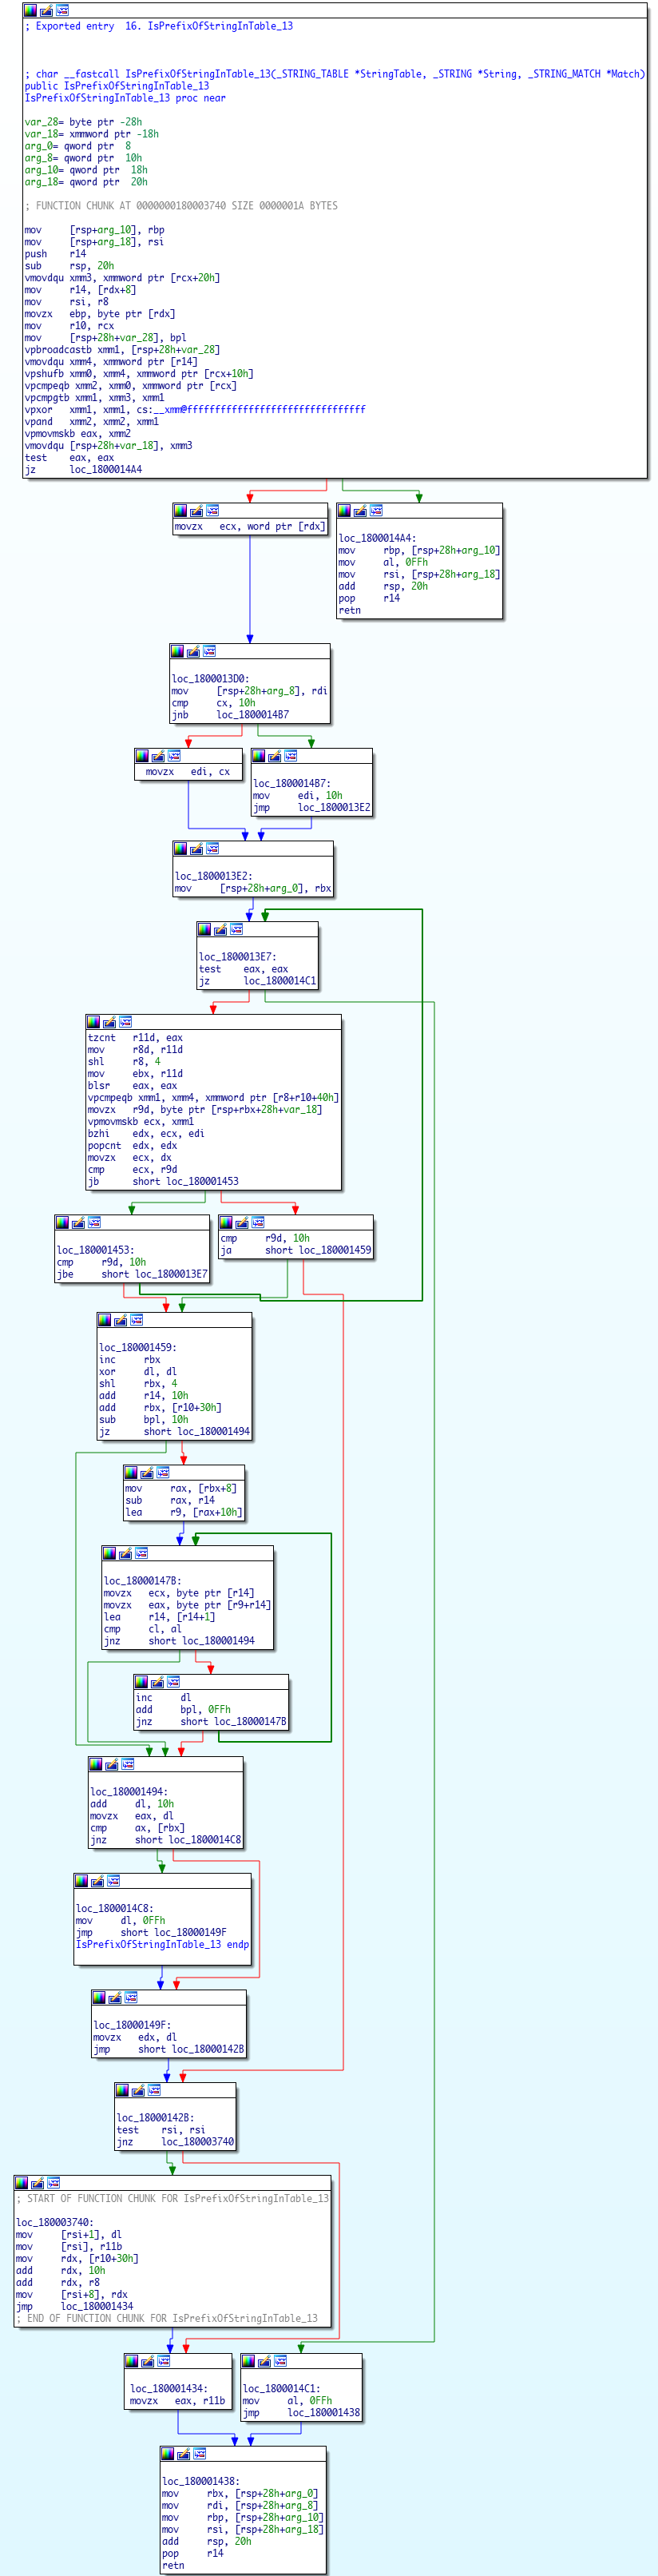 ; Exported entry  16. IsPrefixOfStringInTable_13
; char __fastcall IsPrefixOfStringInTable_13(_STRING_TABLE *StringTable, _STRING *String, _STRING_MATCH *Match)
public IsPrefixOfStringInTable_13
IsPrefixOfStringInTable_13 proc near
var_28= byte ptr -28h
var_18= xmmword ptr -18h
arg_0= qword ptr  8
arg_8= qword ptr  10h
arg_10= qword ptr  18h
arg_18= qword ptr  20h
; FUNCTION CHUNK AT 0000000180003740 SIZE 0000001A BYTES
mov     [rsp+arg_10], rbp
mov     [rsp+arg_18], rsi
push    r14
sub     rsp, 20h
vmovdqu xmm3, xmmword ptr [rcx+20h]
mov     r14, [rdx+8]
mov     rsi, r8
movzx   ebp, byte ptr [rdx]
mov     r10, rcx
mov     [rsp+28h+var_28], bpl
vpbroadcastb xmm1, [rsp+28h+var_28]
vmovdqu xmm4, xmmword ptr [r14]
vpshufb xmm0, xmm4, xmmword ptr [rcx+10h]
vpcmpeqb xmm2, xmm0, xmmword ptr [rcx]
vpcmpgtb xmm1, xmm3, xmm1
vpxor   xmm1, xmm1, cs:__xmm@ffffffffffffffffffffffffffffffff
vpand   xmm2, xmm2, xmm1
vpmovmskb eax, xmm2
vmovdqu [rsp+28h+var_18], xmm3
test    eax, eax
jz      loc_1800014A4
movzx   ecx, word ptr [rdx]
loc_1800014A4:
mov     rbp, [rsp+28h+arg_10]
mov     al, 0FFh
mov     rsi, [rsp+28h+arg_18]
add     rsp, 20h
pop     r14
retn
loc_1800013D0:
mov     [rsp+28h+arg_8], rdi
cmp     cx, 10h
jnb     loc_1800014B7
movzx   edi, cx
loc_1800014B7:
mov     edi, 10h
jmp     loc_1800013E2
loc_1800013E2:
mov     [rsp+28h+arg_0], rbx
loc_1800013E7:
test    eax, eax
jz      loc_1800014C1
tzcnt   r11d, eax
mov     r8d, r11d
shl     r8, 4
mov     ebx, r11d
blsr    eax, eax
vpcmpeqb xmm1, xmm4, xmmword ptr [r8+r10+40h]
movzx   r9d, byte ptr [rsp+rbx+28h+var_18]
vpmovmskb ecx, xmm1
bzhi    edx, ecx, edi
popcnt  edx, edx
movzx   ecx, dx
cmp     ecx, r9d
jb      short loc_180001453
loc_180001453:
cmp     r9d, 10h
jbe     short loc_1800013E7
cmp     r9d, 10h
ja      short loc_180001459
loc_180001459:
inc     rbx
xor     dl, dl
shl     rbx, 4
add     r14, 10h
add     rbx, [r10+30h]
sub     bpl, 10h
jz      short loc_180001494
mov     rax, [rbx+8]
sub     rax, r14
lea     r9, [rax+10h]
loc_18000147B:
movzx   ecx, byte ptr [r14]
movzx   eax, byte ptr [r9+r14]
lea     r14, [r14+1]
cmp     cl, al
jnz     short loc_180001494
inc     dl
add     bpl, 0FFh
jnz     short loc_18000147B
loc_180001494:
add     dl, 10h
movzx   eax, dl
cmp     ax, [rbx]
jnz     short loc_1800014C8
loc_1800014C8:
mov     dl, 0FFh
jmp     short loc_18000149F
IsPrefixOfStringInTable_13 endp
loc_18000149F:
movzx   edx, dl
jmp     short loc_18000142B
loc_18000142B:
test    rsi, rsi
jnz     loc_180003740
; START OF FUNCTION CHUNK FOR IsPrefixOfStringInTable_13
loc_180003740:
mov     [rsi+1], dl
mov     [rsi], r11b
mov     rdx, [r10+30h]
add     rdx, 10h
add     rdx, r8
mov     [rsi+8], rdx
jmp     loc_180001434
; END OF FUNCTION CHUNK FOR IsPrefixOfStringInTable_13
loc_180001434:
movzx   eax, r11b
loc_1800014C1:
mov     al, 0FFh
jmp     loc_180001438
loc_180001438:
mov     rbx, [rsp+28h+arg_0]
mov     rdi, [rsp+28h+arg_8]
mov     rbp, [rsp+28h+arg_10]
mov     rsi, [rsp+28h+arg_18]
add     rsp, 20h
pop     r14
retn